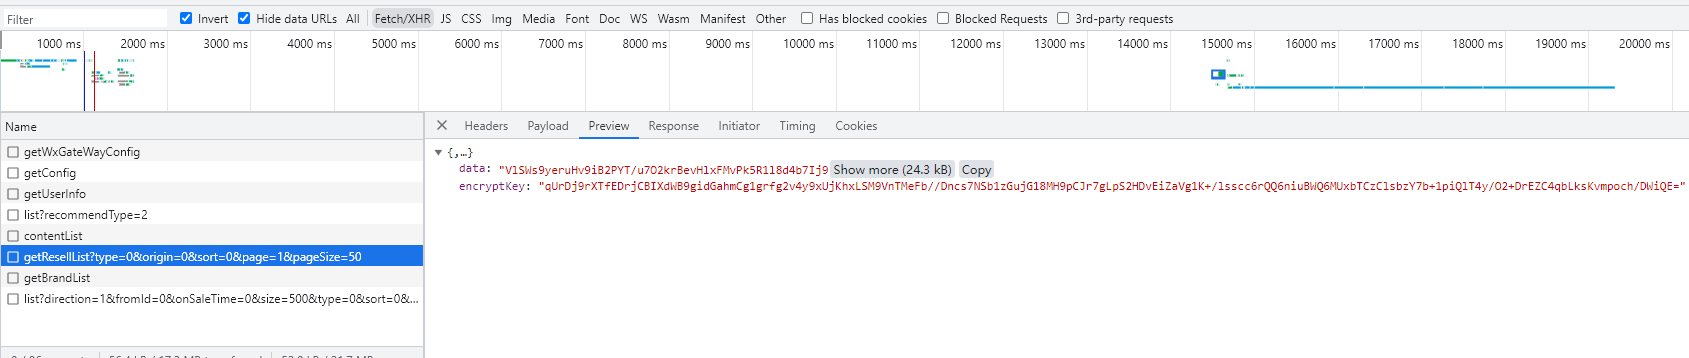 Filter Invert Hide data URLs All Fetch/XHR JS CSS Img Media Font Doc WS Wasm Manifest Other Has blocked cookies Blocked Requests 3rd-party requests
1000 ms 2000 ms 3000 ms 4000 ms 5000 ms 6000 ms 7000 ms 8000 ms 9000 ms 10000 ms 11000 ms 12000 ms 13000 ms 14000 ms 15000 ms 16000 ms 17000 ms 18000 ms 19000 ms 20000 ms
Name
Headers Payload Preview Response Initiator Timing Cookies
getWxGateWayConfig
getConfig
getUserInfo
list?recommendType=2
contentList
getResellList?type=0&origin=0&sort=0&page=1&pageSize=50
getBrandList
list?direction=1&fromId=0&onSaleTime=0&size=500&type=0&sort=0&...
{,…}
data: "VlSWs9yeruHv9iB2PYT/u7O2krBevHlxFMvPk5R1l8d4b7Ij9 Show more (24.3 kB) Copy
encryptKey: "qUrDj9rXTfEDrjCBIXdWB9gidGahmCg1grfg2v4y9xUjKhxLSM9VnTMeFb//Dncs7NSb1zGujGl8MH9pCJr7gLpS2HDvEiZaVg1K+/lsscc6rQQ6niuBWQ6MUxbTCzClsbzY7b+1piQlT4y/O2+DrEZC4qbLksKvmpoch/DWiQE="